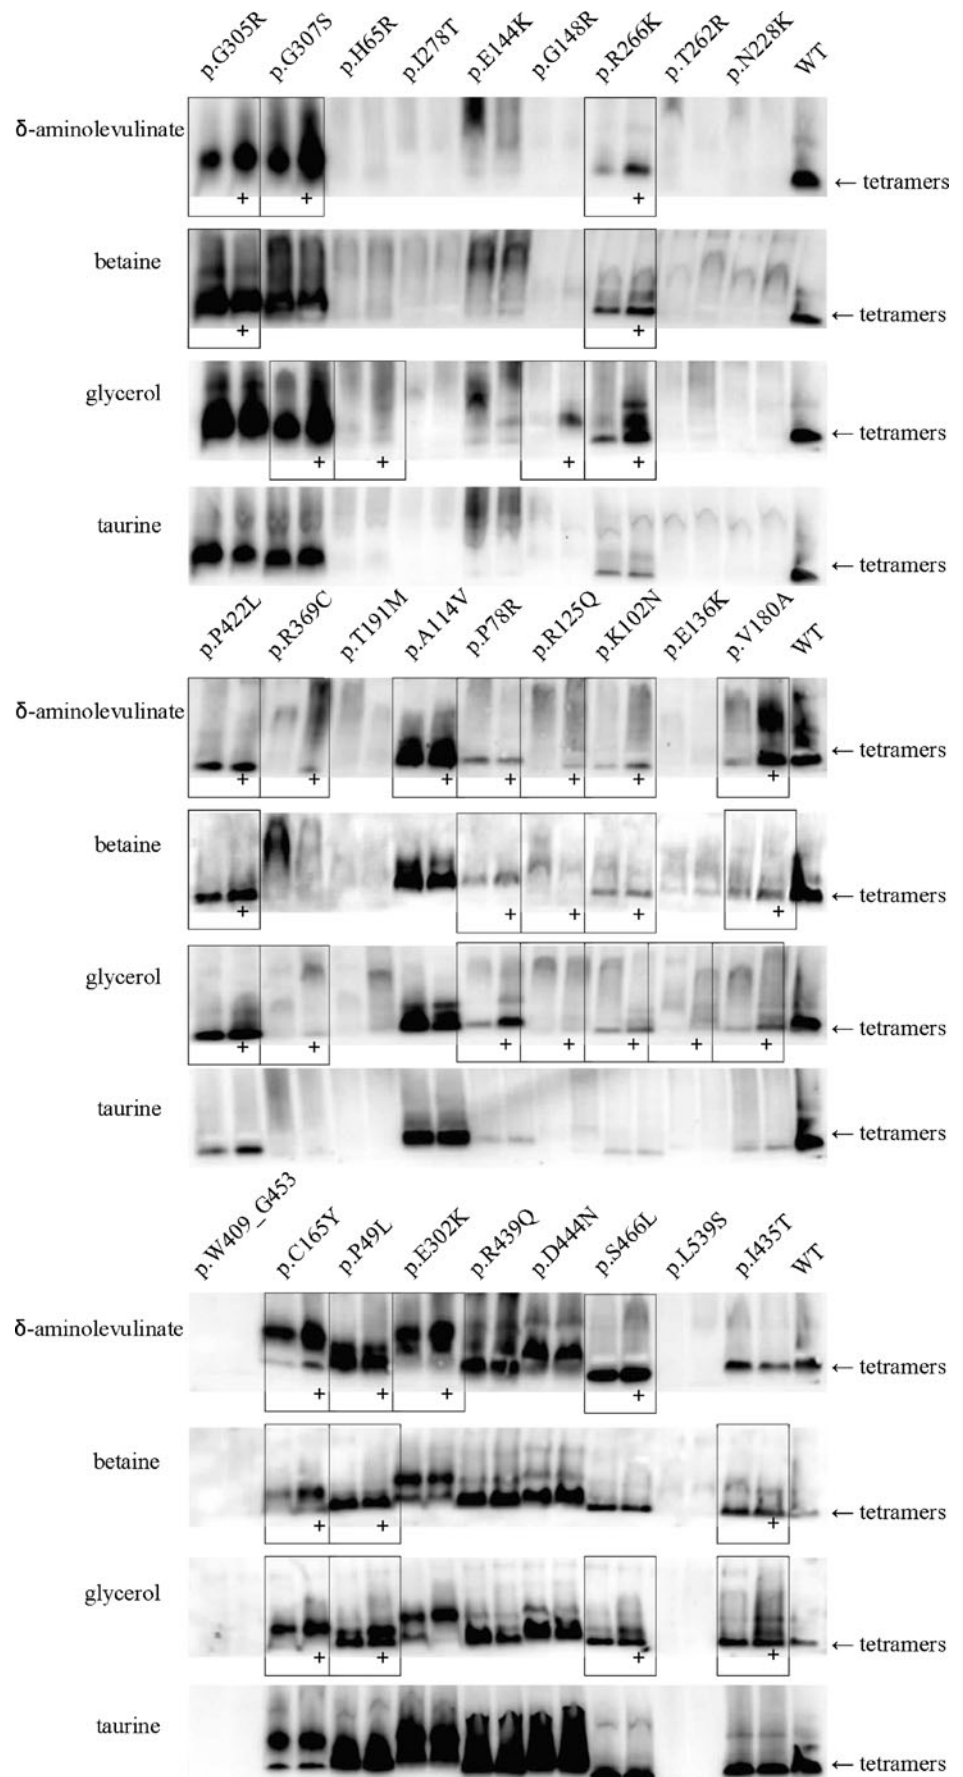 p.G305R p.G307S p.H65R p.I278T p.E144K p.G148R p.R266K p.T262R p.N228K WT
δ-aminolevulinate ← tetramers
+ + +
betaine ← tetramers
+ +
glycerol ← tetramers
+ + + +
taurine ← tetramers
p.P422L p.R369C p.T191M p.A114V p.P78R p.R125Q p.K102N p.E136K p.V180A WT
δ-aminolevulinate ← tetramers
+ + + + + + +
betaine ← tetramers
+ + + + +
glycerol ← tetramers
+ + + + + + +
taurine ← tetramers
p.W409_G453 p.C165Y p.P49L p.E302K p.R439Q p.D444N p.S466L p.L539S p.I435T WT
δ-aminolevulinate ← tetramers
+ + + +
betaine ← tetramers
+ + +
glycerol ← tetramers
+ + + +
taurine ← tetramers